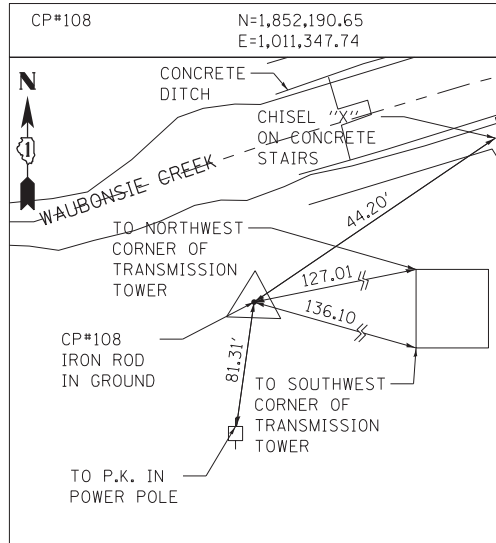 CP#108
N=1,852,190.65
E=1,011,347.74
N
1
CONCRETE
DITCH
CHISEL "X"
ON CONCRETE
STAIRS
WAUBONSIE CREEK
44.20'
TO NORTHWEST
CORNER OF
TRANSMISSION
TOWER
127.01
136.10
CP#108
IRON ROD
IN GROUND
81.31'
TO SOUTHWEST
CORNER OF
TRANSMISSION
TOWER
TO P.K. IN
POWER POLE